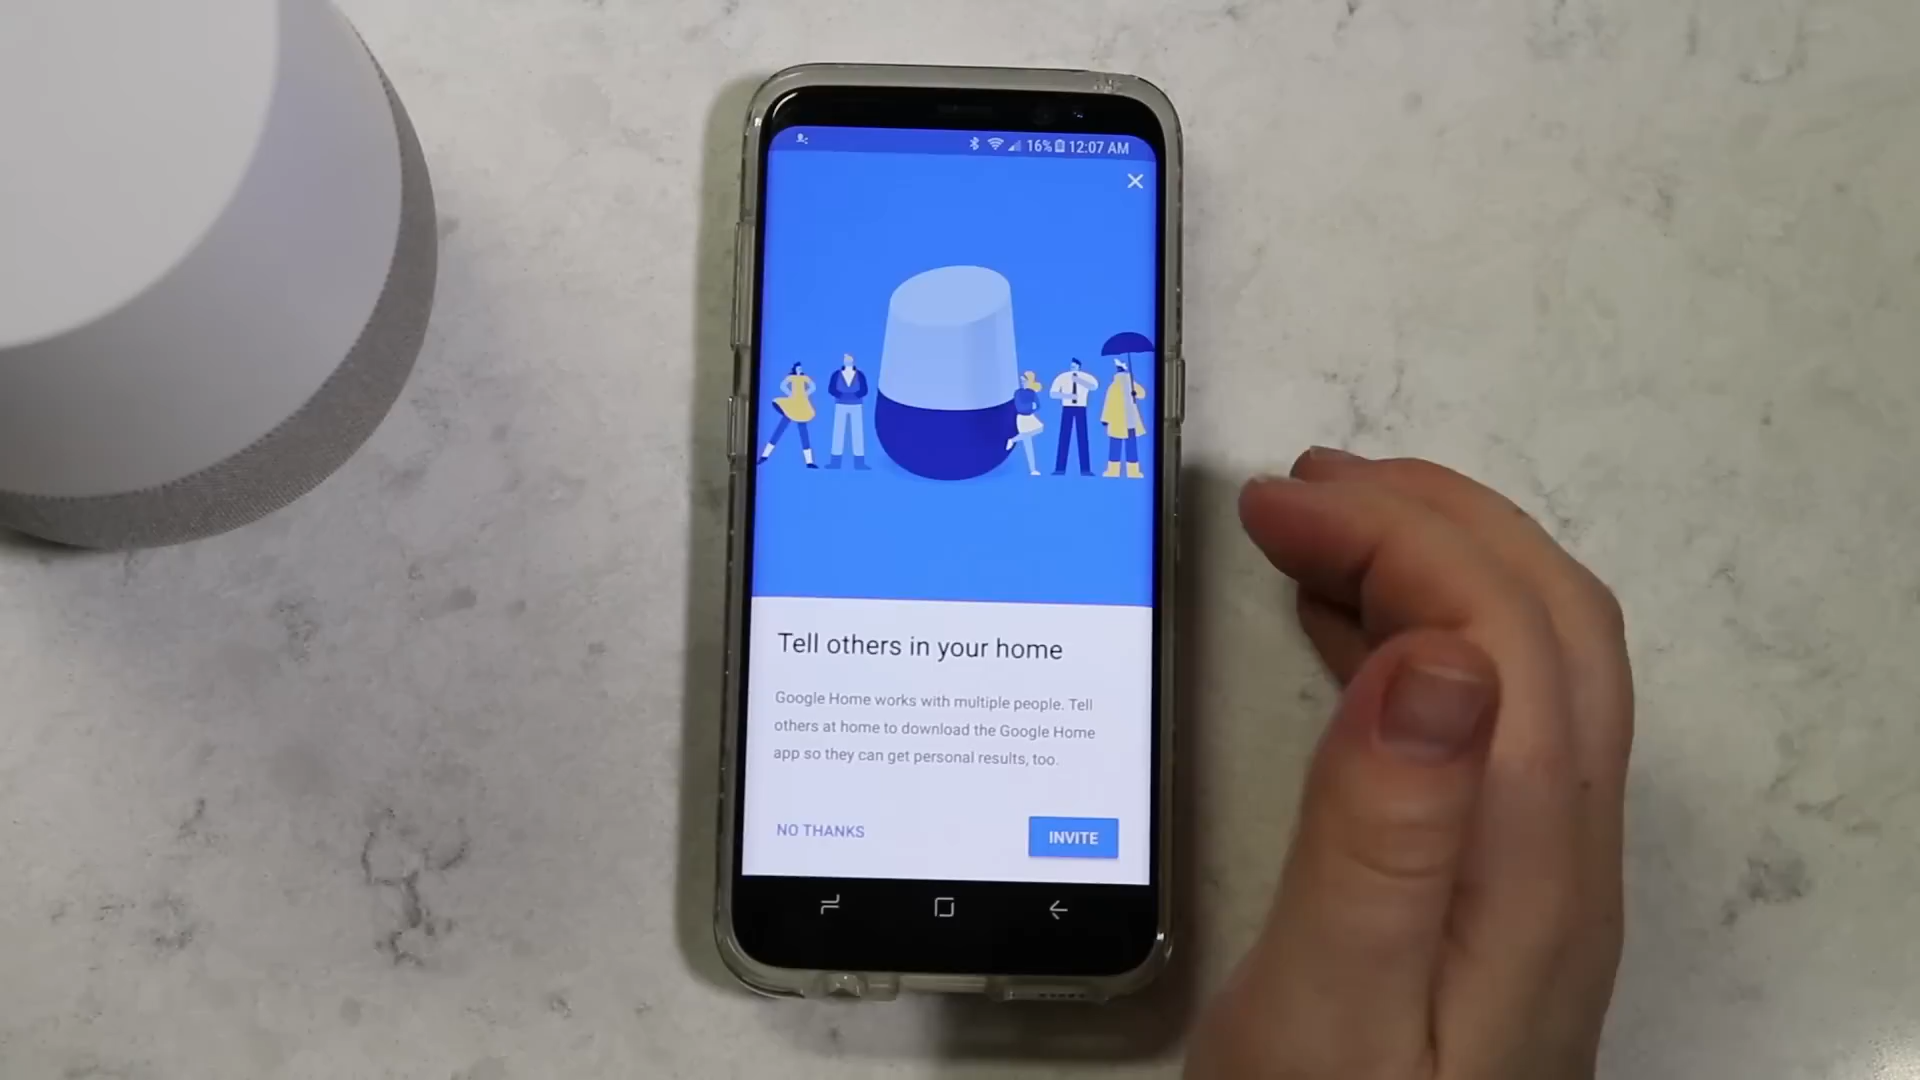 16% 12:07 AM
Tell others in your home
Google Home works with multiple people. Tell
others at home to download the Google Home
app so they can get personal results, too.
NO THANKS
INVITE